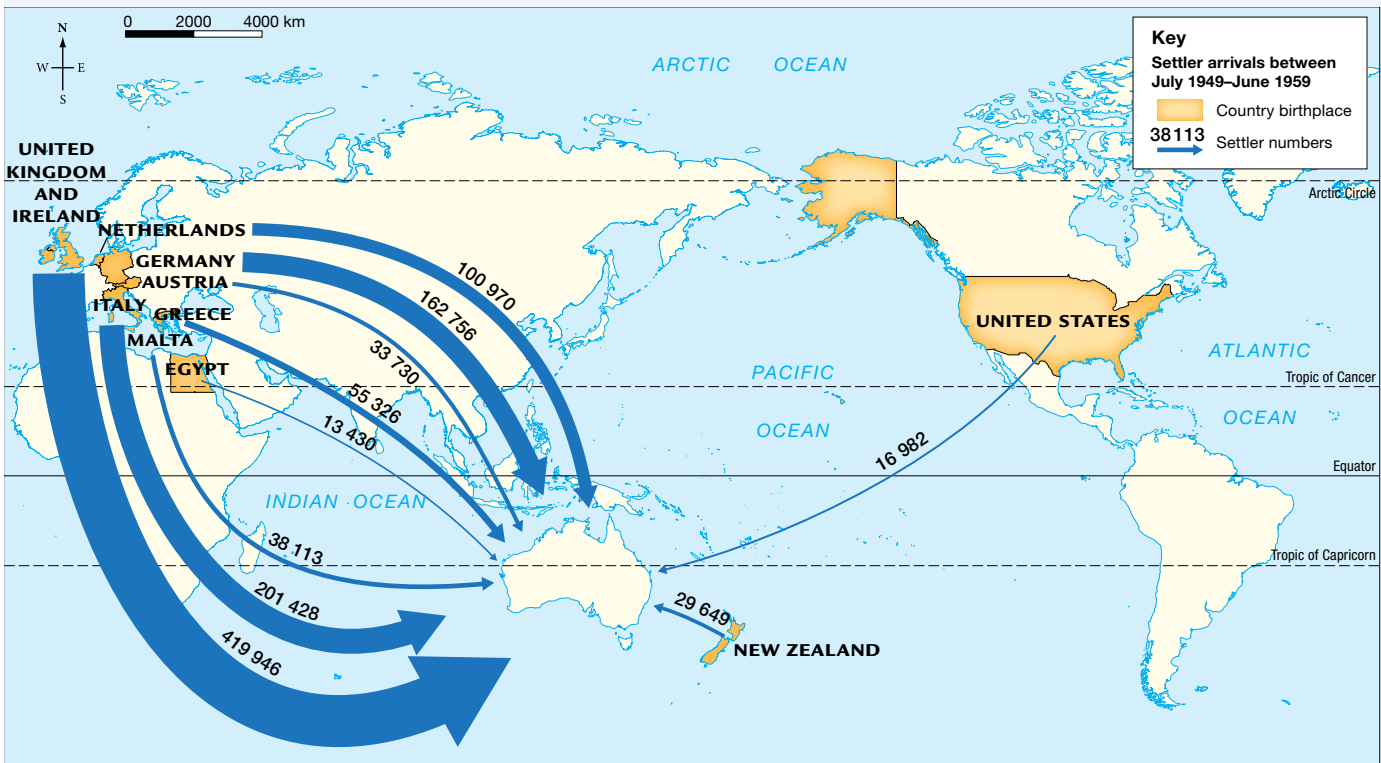 0 2000 4000 km
N
W E
S
ARCTIC OCEAN
Key
Settler arrivals between
July 1949–June 1959
Country birthplace
38 113
Settler numbers
UNITED
KINGDOM
AND
IRELAND
Arctic Circle
NETHERLANDS
GERMANY
AUSTRIA
ITALY
GREECE
MALTA
EGYPT
100 970
162 756
33 730
55 326
13 430
UNITED STATES
ATLANTIC
OCEAN
PACIFIC
OCEAN
Tropic of Cancer
16 982
Equator
INDIAN OCEAN
38 113
201 428
419 946
Tropic of Capricorn
29 649
NEW ZEALAND